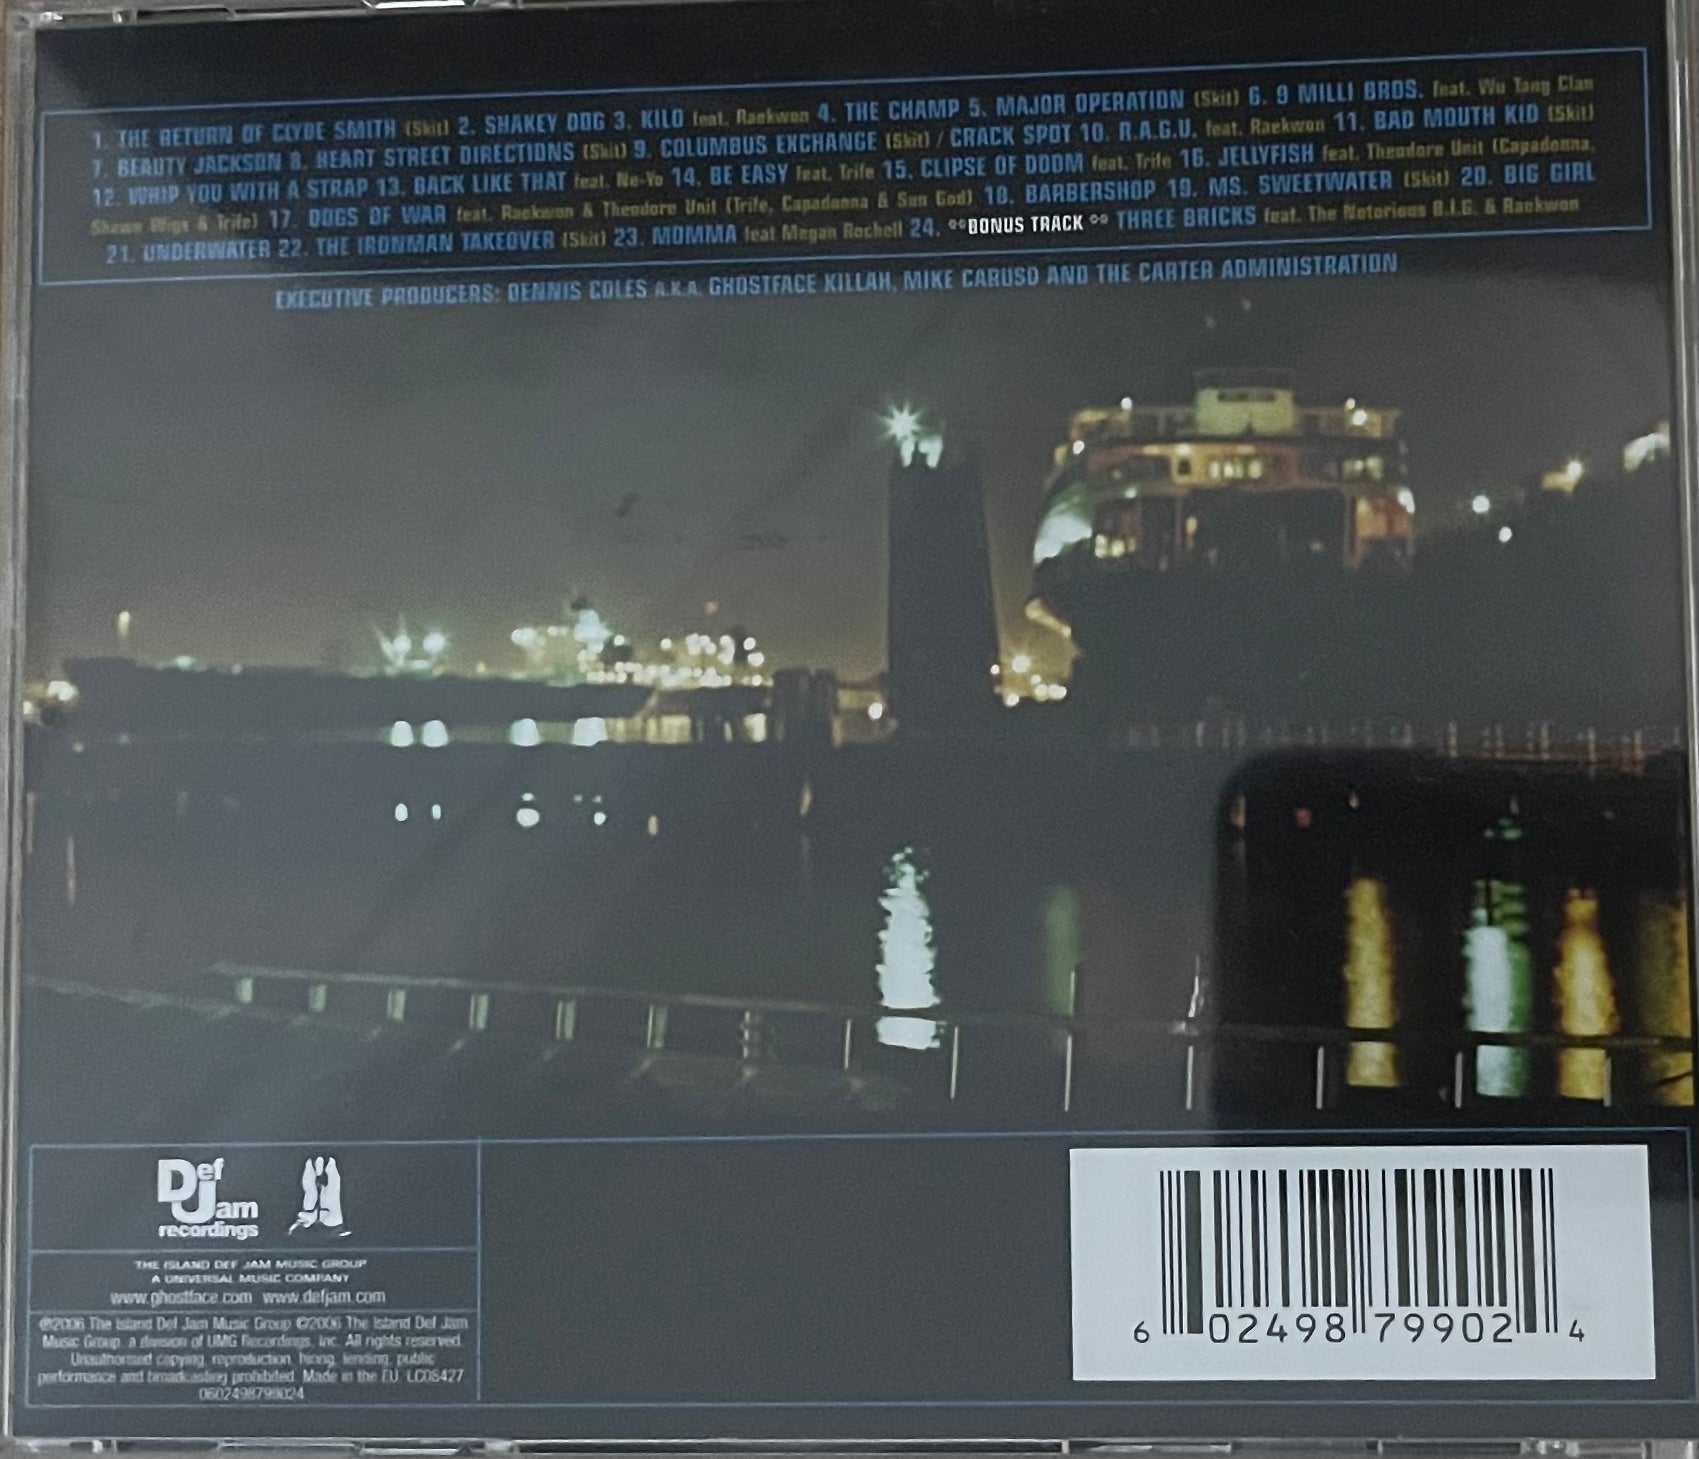 1. THE RETURN OF CLYDE SMITH (Skit) 2. SHAKEY DOG 3. KILO feat. Raekwon 4. THE CHAMP 5. MAJOR OPERATION (Skit) 6. 9 MILLI BROS. feat. Wu Tang Clan
7. BEAUTY JACKSON 8. HEART STREET DIRECTIONS (Skit) 9. COLUMBUS EXCHANGE (Skit) / CRACK SPOT 10. R.A.G.U. feat. Raekwon 11. BAD MOUTH KID (Skit)
12. WHIP YOU WITH A STRAP 13. BACK LIKE THAT feat. Ne-Yo 14. BE EASY feat. Trife 15. CLIPSE OF DOOM feat. Trife 16. JELLYFISH feat. Theodore Unit (Capadonna,
Shawn Wigs & Trife) 17. DOGS OF WAR feat. Raekwon & Theodore Unit (Trife, Capadonna & Sun God) 18. BARBERSHOP 19. MS. SWEETWATER (Skit) 20. BIG GIRL
21. UNDERWATER 22. THE IRONMAN TAKEOVER (Skit) 23. MOMMA feat Megan Rochell 24. **BONUS TRACK ** THREE BRICKS feat. The Notorious B.I.G. & Raekwon
EXECUTIVE PRODUCERS: DENNIS COLES A.K.A. GHOSTFACE KILLAH, MIKE CARUSO AND THE CARTER ADMINISTRATION
Def Jam
recordings
THE ISLAND DEF JAM MUSIC GROUP
A UNIVERSAL MUSIC COMPANY
www.ghostface.com www.defjam.com
℗2006 The Island Def Jam Music Group ©2006 The Island Def Jam
Music Group, a division of UMG Recordings, Inc. All rights reserved.
Unauthorised copying, reproduction, hiring, lending, public
performance and broadcasting prohibited. Made in the EU. LC06427
0602498799024
6 02498 79902 4